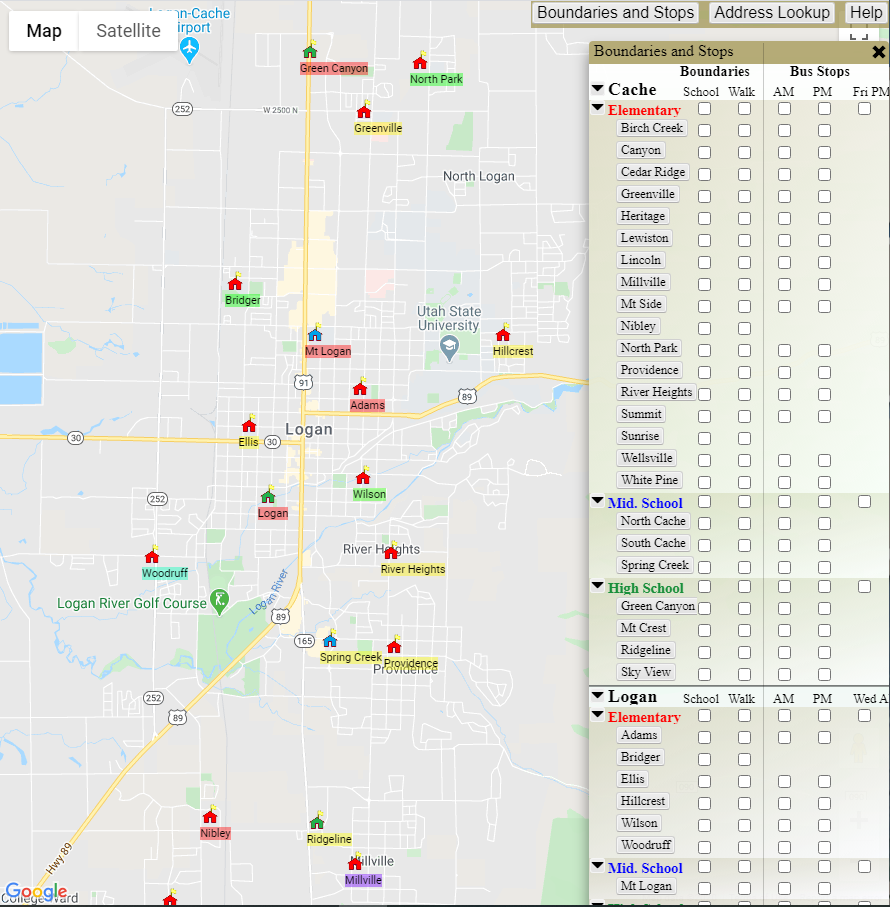 Boundaries and Stops
Address Lookup
Help
Map
Satellite
Logan-Cache
Airport
Green Canyon
North Park
252
W 2500 N
Greenville
North Logan
Bridger
Utah State
University
Mt Logan
Hillcrest
91
Adams
89
Logan
Ellis
30
30
Wilson
252
Logan
River Heights
River Heights
Woodruff
Logan River Golf Course
Logan River
89
165
Spring Creek
Providence
Providence
252
89
Nibley
Ridgeline
Hwy 89
Millville
Millville
Google
College Ward
Boundaries and Stops
Boundaries Bus Stops
Cache School Walk AM PM Fri PM
Elementary
Birch Creek
Canyon
Cedar Ridge
Greenville
Heritage
Lewiston
Lincoln
Millville
Mt Side
Nibley
North Park
Providence
River Heights
Summit
Sunrise
Wellsville
White Pine
Mid. School
North Cache
South Cache
Spring Creek
High School
Green Canyon
Mt Crest
Ridgeline
Sky View
Logan School Walk AM PM Wed A
Elementary
Adams
Bridger
Ellis
Hillcrest
Wilson
Woodruff
Mid. School
Mt Logan
High School